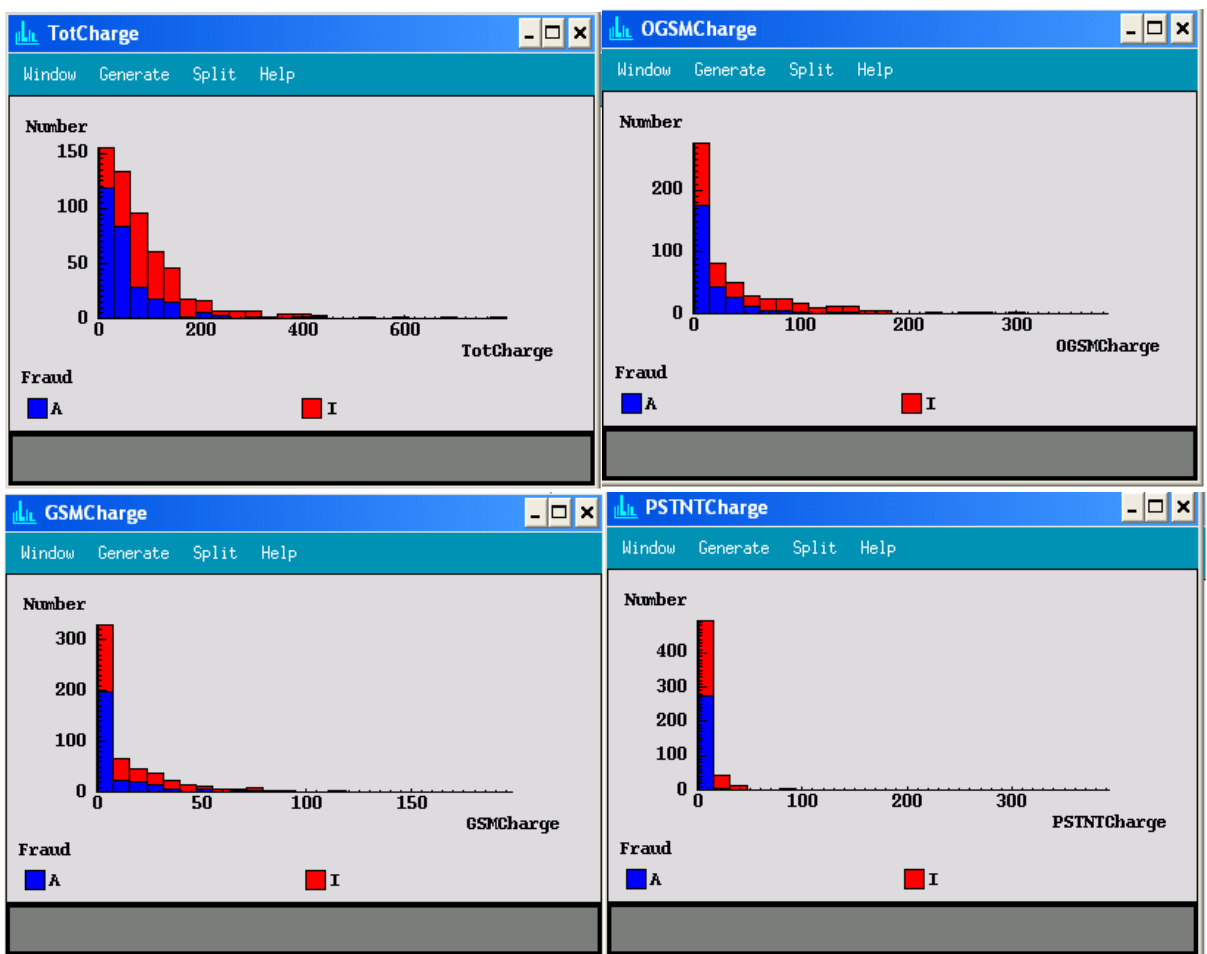 TotCharge
Window Generate Split Help
Number
150
100
50
0
0 200 400 600
TotCharge
Fraud
A I
OGSMCharge
Window Generate Split Help
Number
200
100
0
0 100 200 300
OGSMCharge
Fraud
A I
GSMCharge
Window Generate Split Help
Number
300
200
100
0
0 50 100 150
GSMCharge
Fraud
A I
PSTNTCharge
Window Generate Split Help
Number
400
300
200
100
0
0 100 200 300
PSTNTCharge
Fraud
A I